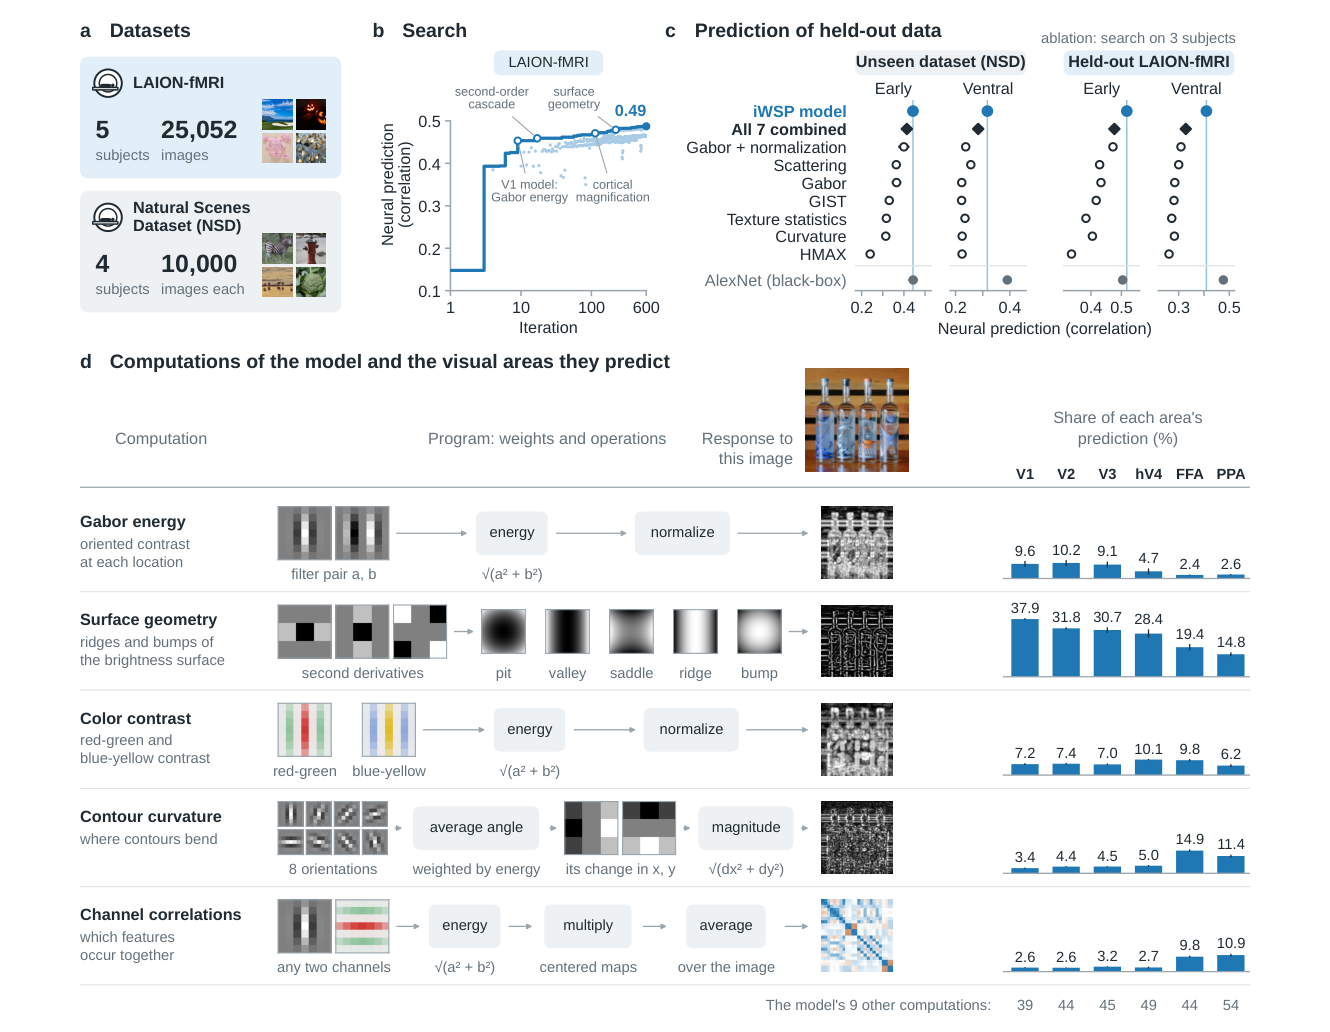 a Datasets
LAION-fMRI
5 25,052
subjects images
Natural Scenes
Dataset (NSD)
4 10,000
subjects images each
b Search
LAION-fMRI
second-order
cascade
surface
geometry
0.49
Neural prediction
(correlation)
0.5
0.4
0.3
0.2
0.1
V1 model:
Gabor energy
cortical
magnification
1 10 100 600
Iteration
c Prediction of held-out data
ablation: search on 3 subjects
Unseen dataset (NSD) Held-out LAION-fMRI
Early Ventral Early Ventral
iWSP model
All 7 combined
Gabor + normalization
Scattering
Gabor
GIST
Texture statistics
Curvature
HMAX
AlexNet (black-box)
0.2 0.4 0.2 0.4 0.4 0.5 0.3 0.5
Neural prediction (correlation)
d Computations of the model and the visual areas they predict
Computation
Program: weights and operations
Response to
this image
Share of each area's
prediction (%)
V1 V2 V3 hV4 FFA PPA
Gabor energy
oriented contrast
at each location
filter pair a, b
energy
√(a² + b²)
normalize
9.6 10.2 9.1 4.7 2.4 2.6
Surface geometry
ridges and bumps of
the brightness surface
second derivatives
pit valley saddle ridge bump
37.9 31.8 30.7 28.4 19.4 14.8
Color contrast
red-green and
blue-yellow contrast
red-green blue-yellow
energy
√(a² + b²)
normalize
7.2 7.4 7.0 10.1 9.8 6.2
Contour curvature
where contours bend
8 orientations
average angle
weighted by energy
its change in x, y
magnitude
√(dx² + dy²)
3.4 4.4 4.5 5.0 14.9 11.4
Channel correlations
which features
occur together
any two channels
energy
√(a² + b²)
multiply
centered maps
average
over the image
2.6 2.6 3.2 2.7 9.8 10.9
The model's 9 other computations: 39 44 45 49 44 54